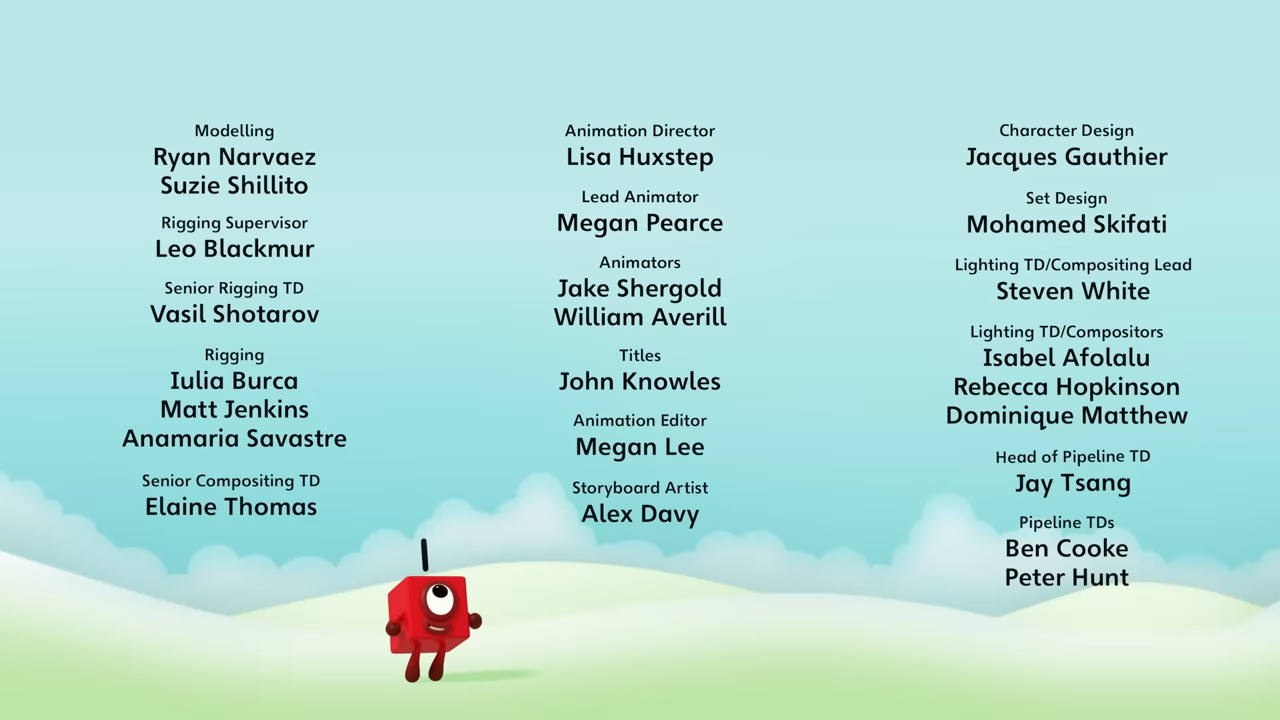 Modelling
Ryan Narvaez
Suzie Shillito
Rigging Supervisor
Leo Blackmur
Senior Rigging TD
Vasil Shotarov
Rigging
Iulia Burca
Matt Jenkins
Anamaria Savastre
Senior Compositing TD
Elaine Thomas
Animation Director
Lisa Huxstep
Lead Animator
Megan Pearce
Animators
Jake Shergold
William Averill
Titles
John Knowles
Animation Editor
Megan Lee
Storyboard Artist
Alex Davy
Character Design
Jacques Gauthier
Set Design
Mohamed Skifati
Lighting TD/Compositing Lead
Steven White
Lighting TD/Compositors
Isabel Afolalu
Rebecca Hopkinson
Dominique Matthew
Head of Pipeline TD
Jay Tsang
Pipeline TDs
Ben Cooke
Peter Hunt